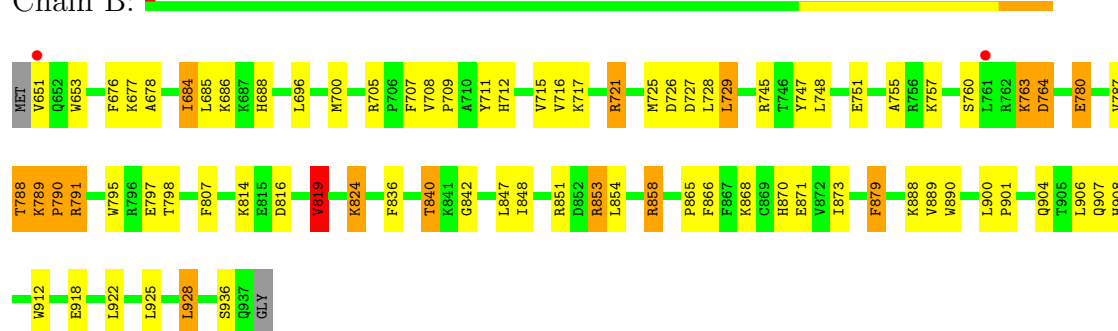 Chain B:
MET V651 Q652 W653 F676 K677 A678 I684 L685 K686 K687 H688 L696 M700 R705 P706 F707 V708 P709 A710 Y711 H712 V715 V716 K717 R721 M725 D726 D727 L728 L729 R745 T746 Y747 L748 E751 A755 R756 K757 S760 L761 R762 K763 D764 E780 V787
T788 K789 P790 R791 W795 R796 E797 T798 F807 K814 E815 D816 V819 K824 F836 T840 K841 G842 L847 I848 R851 D852 R853 L854 R858 P865 F866 F867 K868 C869 H870 E871 V872 I873 F879 K888 V889 W890 L900 P901 Q904 T905 L906 Q907 H908
W912 E918 L922 L925 L928 S936 Q937 GLY